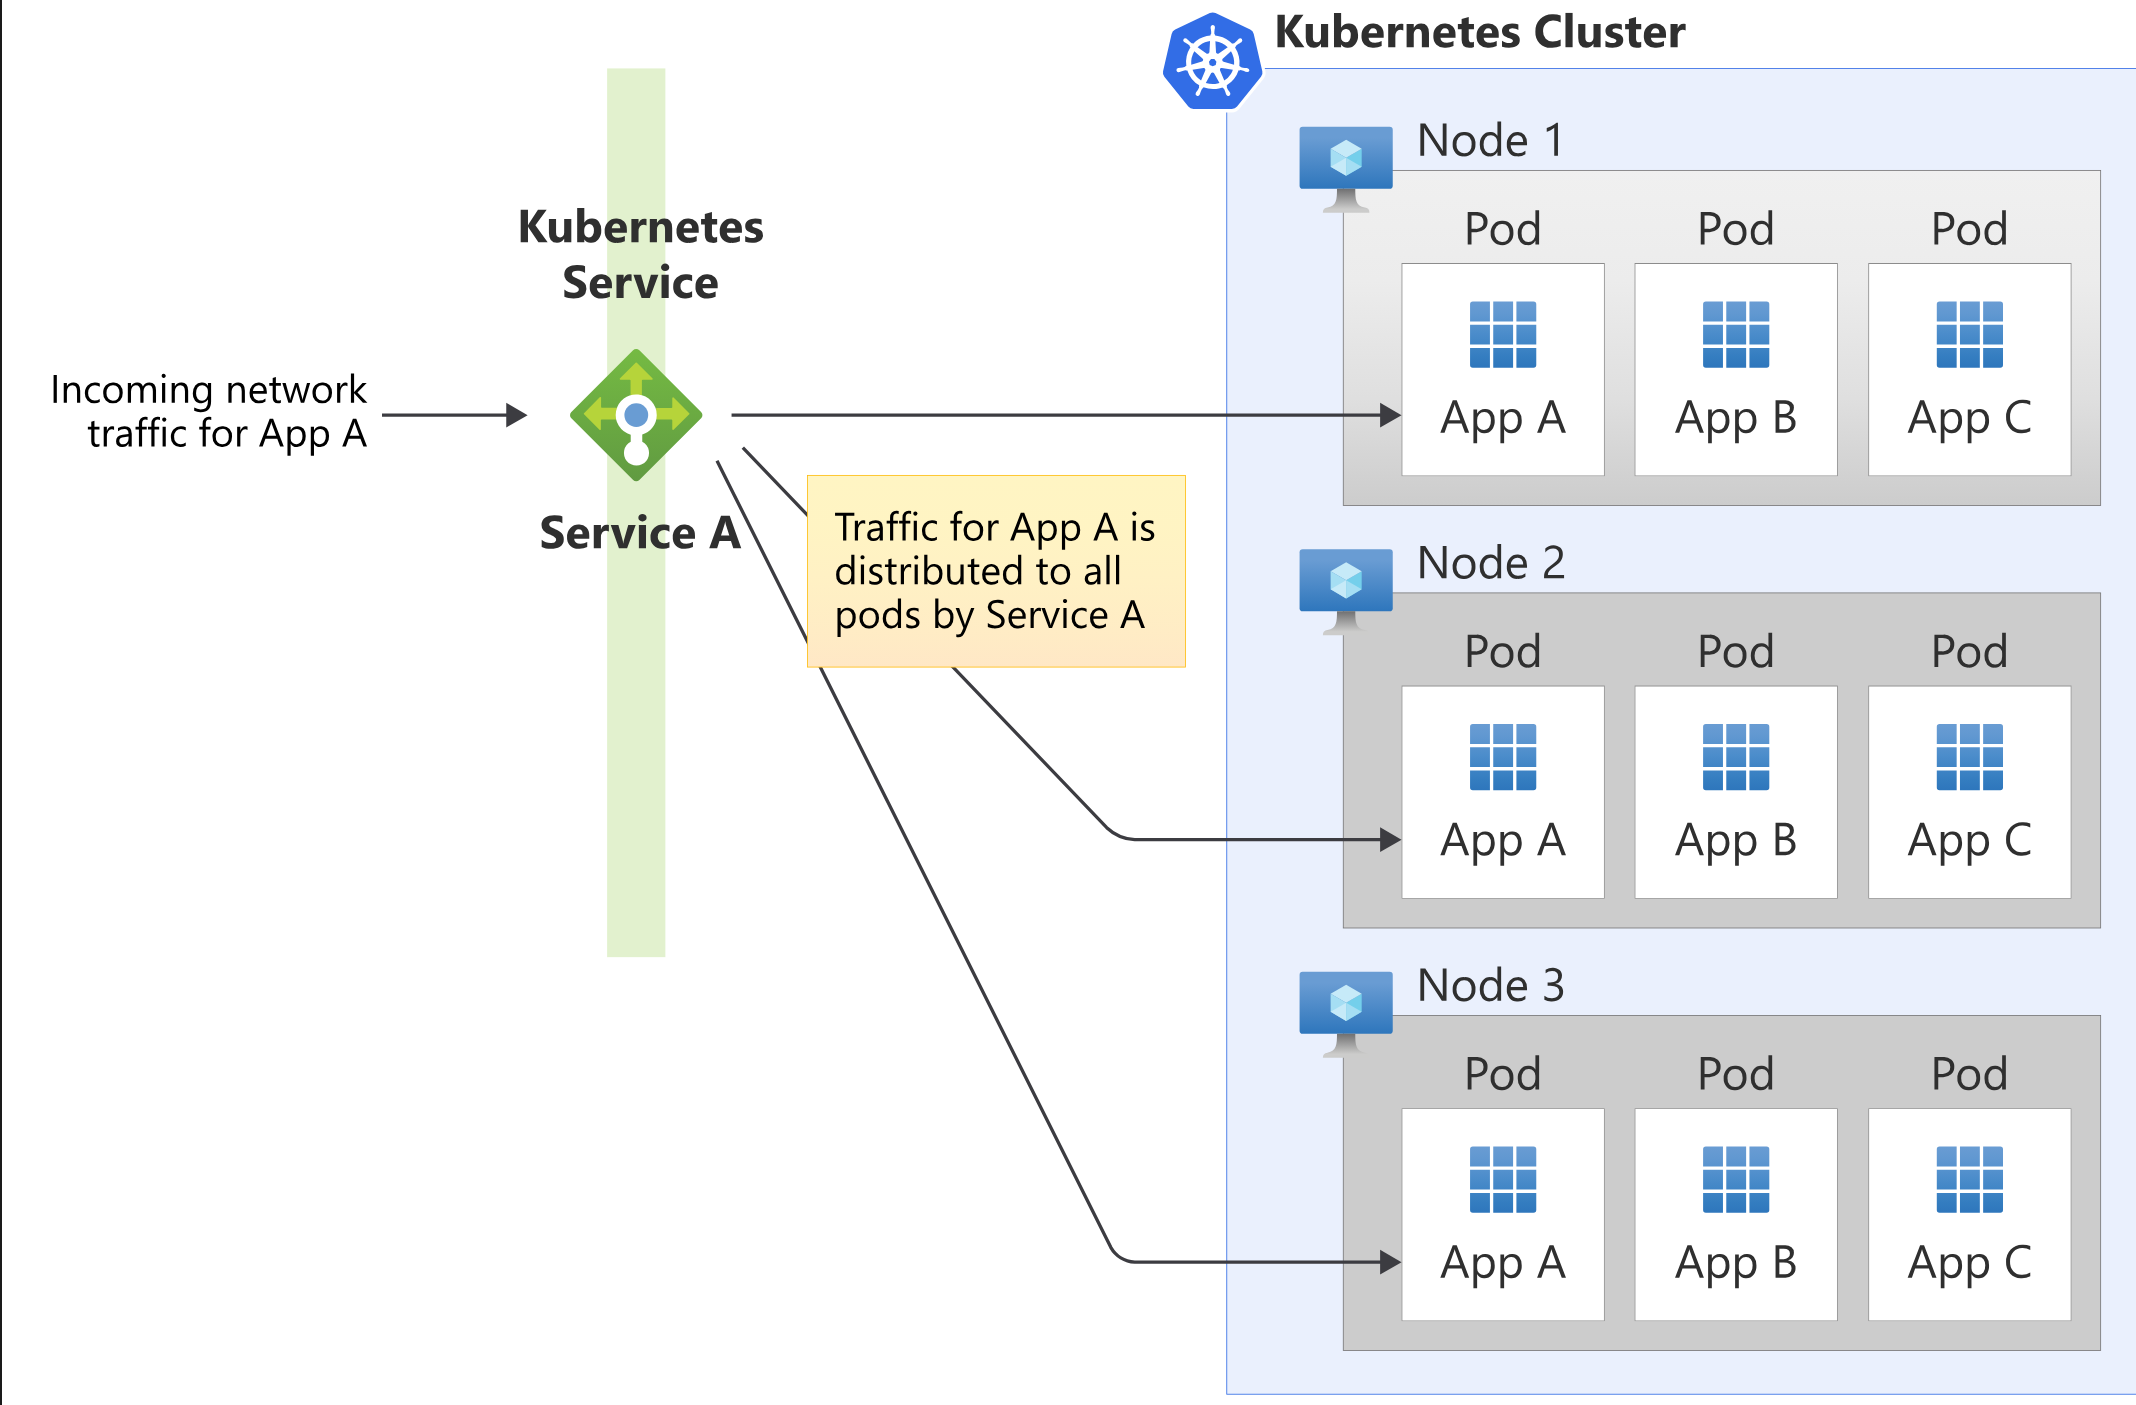 Kubernetes Cluster
Kubernetes
Service
Incoming network
traffic for App A
Service A
Traffic for App A is
distributed to all
pods by Service A
Node 1
Pod Pod Pod
App A App B App C
Node 2
Pod Pod Pod
App A App B App C
Node 3
Pod Pod Pod
App A App B App C